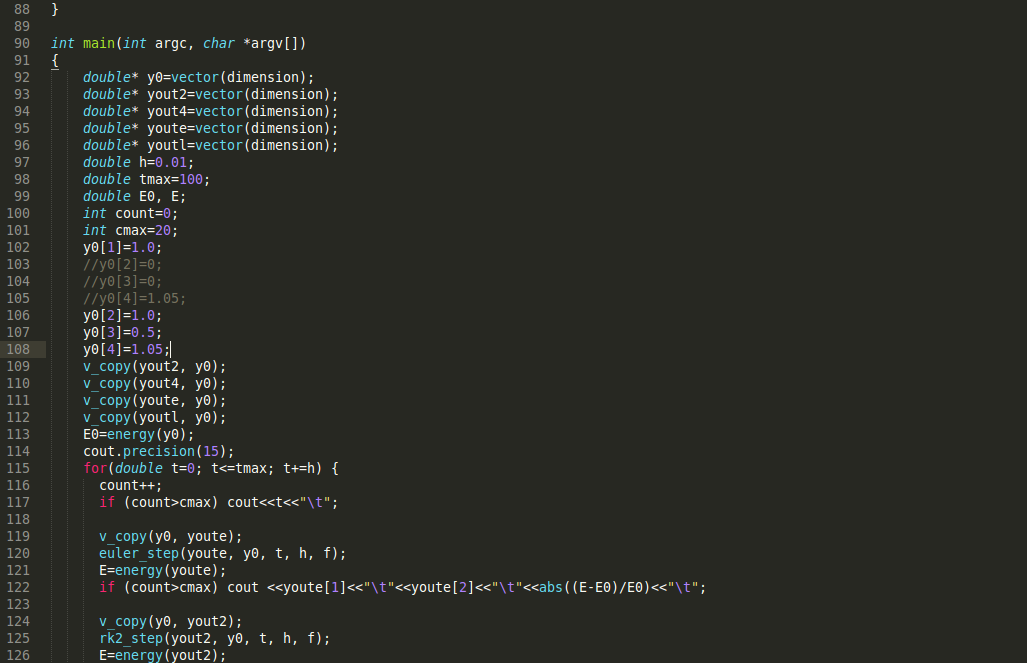 88 }
89
90 int main(int argc, char *argv[])
91 {
92     double* y0=vector(dimension);
93     double* yout2=vector(dimension);
94     double* yout4=vector(dimension);
95     double* youte=vector(dimension);
96     double* youtl=vector(dimension);
97     double h=0.01;
98     double tmax=100;
99     double E0, E;
100     int count=0;
101     int cmax=20;
102     y0[1]=1.0;
103     //y0[2]=0;
104     //y0[3]=0;
105     //y0[4]=1.05;
106     y0[2]=1.0;
107     y0[3]=0.5;
108     y0[4]=1.05;
109     v_copy(yout2, y0);
110     v_copy(yout4, y0);
111     v_copy(youte, y0);
112     v_copy(youtl, y0);
113     E0=energy(y0);
114     cout.precision(15);
115     for(double t=0; t<=tmax; t+=h) {
116       count++;
117       if (count>cmax) cout<<t<<"\t";
118
119       v_copy(y0, youte);
120       euler_step(youte, y0, t, h, f);
121       E=energy(youte);
122       if (count>cmax) cout <<youte[1]<<"\t"<<youte[2]<<"\t"<<abs((E-E0)/E0)<<"\t";
123
124       v_copy(y0, yout2);
125       rk2_step(yout2, y0, t, h, f);
126       E=energy(yout2);